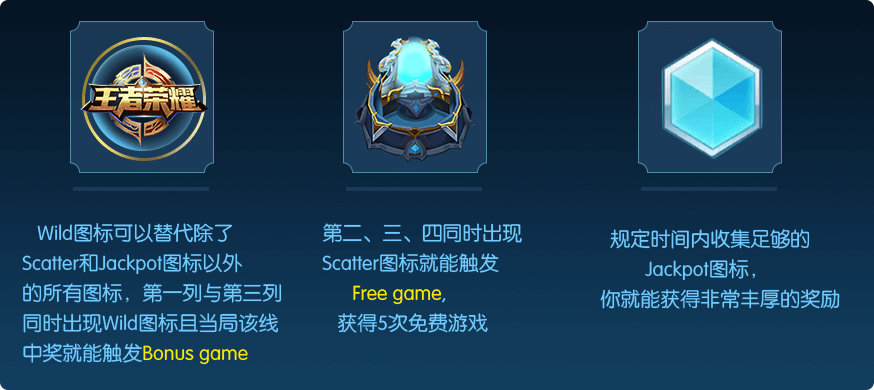 王者荣耀
Wild图标可以替代除了
Scatter和Jackpot图标以外
的所有图标，第一列与第三列
同时出现Wild图标且当局该线
中奖就能触发Bonus game
第二、三、四同时出现
Scatter图标就能触发
Free game,
获得5次免费游戏
规定时间内收集足够的
Jackpot图标，
你就能获得非常丰厚的奖励